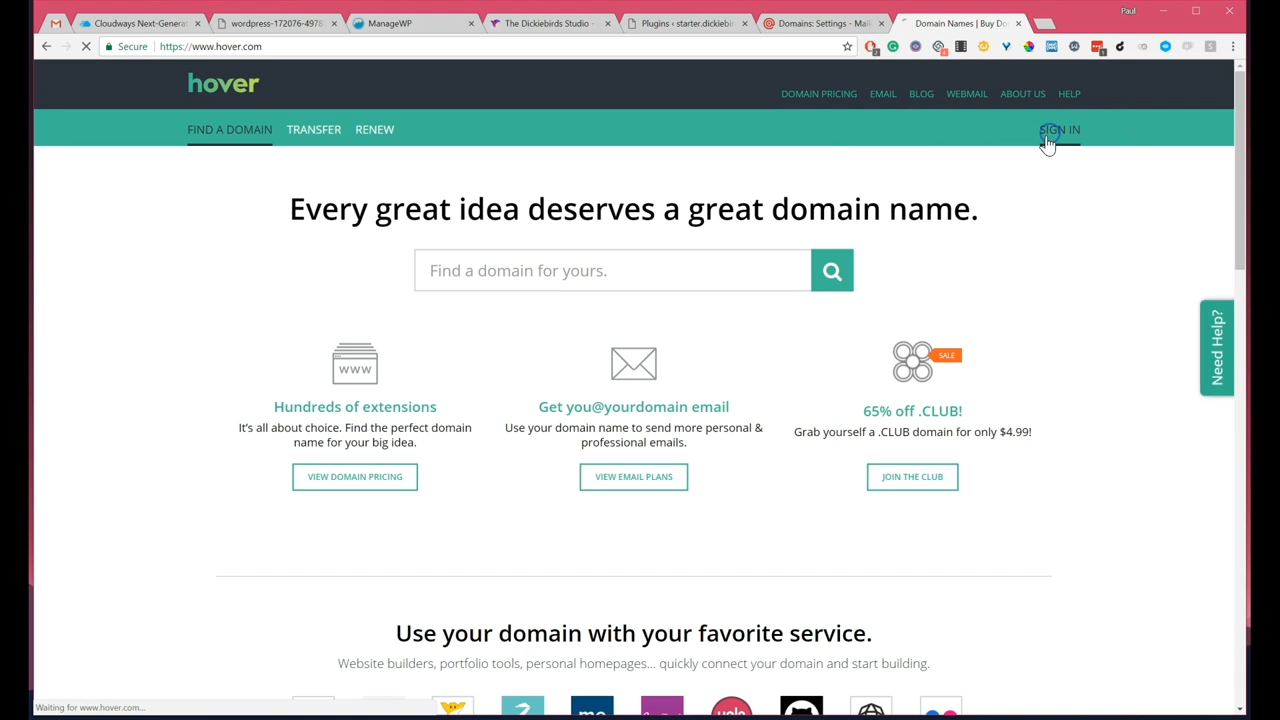 Paul
Cloudways Next-Genera
wordpress-172076-4978
ManageWP
The Dickiebirds Studio -
Plugins ‹ starter.dickiebir
Domains: Settings - Mail
Domain Names | Buy Do
Secure
https://www.hover.com
hover
DOMAIN PRICING
EMAIL
BLOG
WEBMAIL
ABOUT US
HELP
FIND A DOMAIN
TRANSFER
RENEW
SIGN IN
Every great idea deserves a great domain name.
Find a domain for yours.
Need Help?
www
SALE
Hundreds of extensions
It's all about choice. Find the perfect domain
name for your big idea.
VIEW DOMAIN PRICING
Get you@yourdomain email
Use your domain name to send more personal &
professional emails.
VIEW EMAIL PLANS
65% off .CLUB!
Grab yourself a .CLUB domain for only $4.99!
JOIN THE CLUB
Use your domain with your favorite service.
Website builders, portfolio tools, personal homepages... quickly connect your domain and start building.
Waiting for www.hover.com...